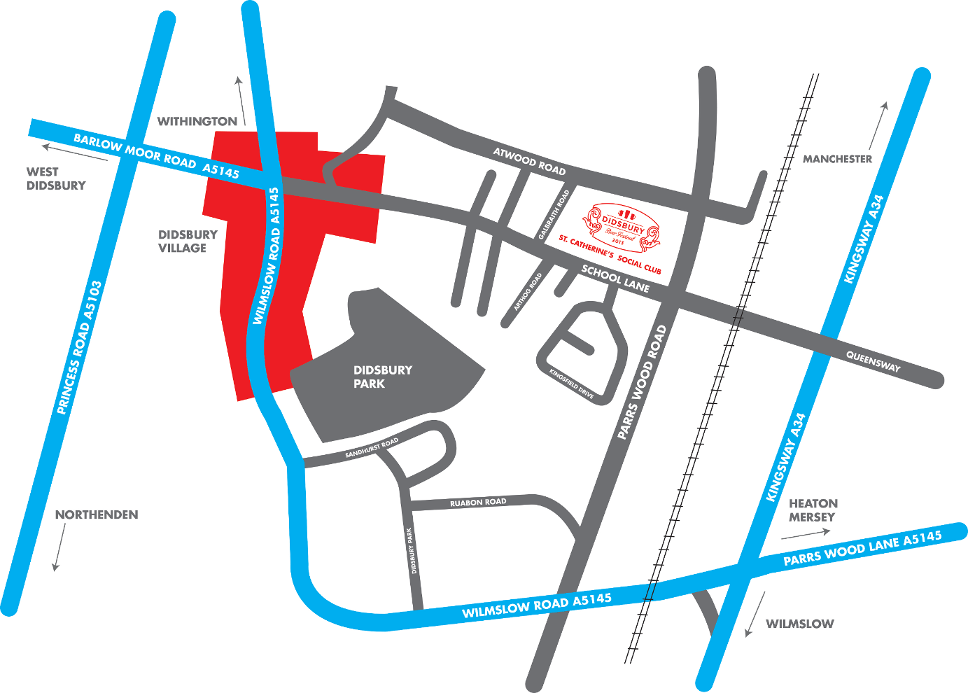 WITHINGTON
BARLOW MOOR ROAD A5145
WEST
DIDSBURY
DIDSBURY
VILLAGE
WILMSLOW ROAD A5145
PRINCESS ROAD A5103
NORTHENDEN
ATWOOD ROAD
GALBRAITH ROAD
DIDSBURY
Beer Festival
2015
ST. CATHERINE'S SOCIAL CLUB
SCHOOL LANE
ARTHOG ROAD
KINGSFIELD DRIVE
PARRS WOOD ROAD
MANCHESTER
KINGSWAY A34
QUEENSWAY
KINGSWAY A34
DIDSBURY
PARK
SANDHURST ROAD
RUABON ROAD
DIDSBURY PARK
HEATON
MERSEY
PARRS WOOD LANE A5145
WILMSLOW ROAD A5145
WILMSLOW